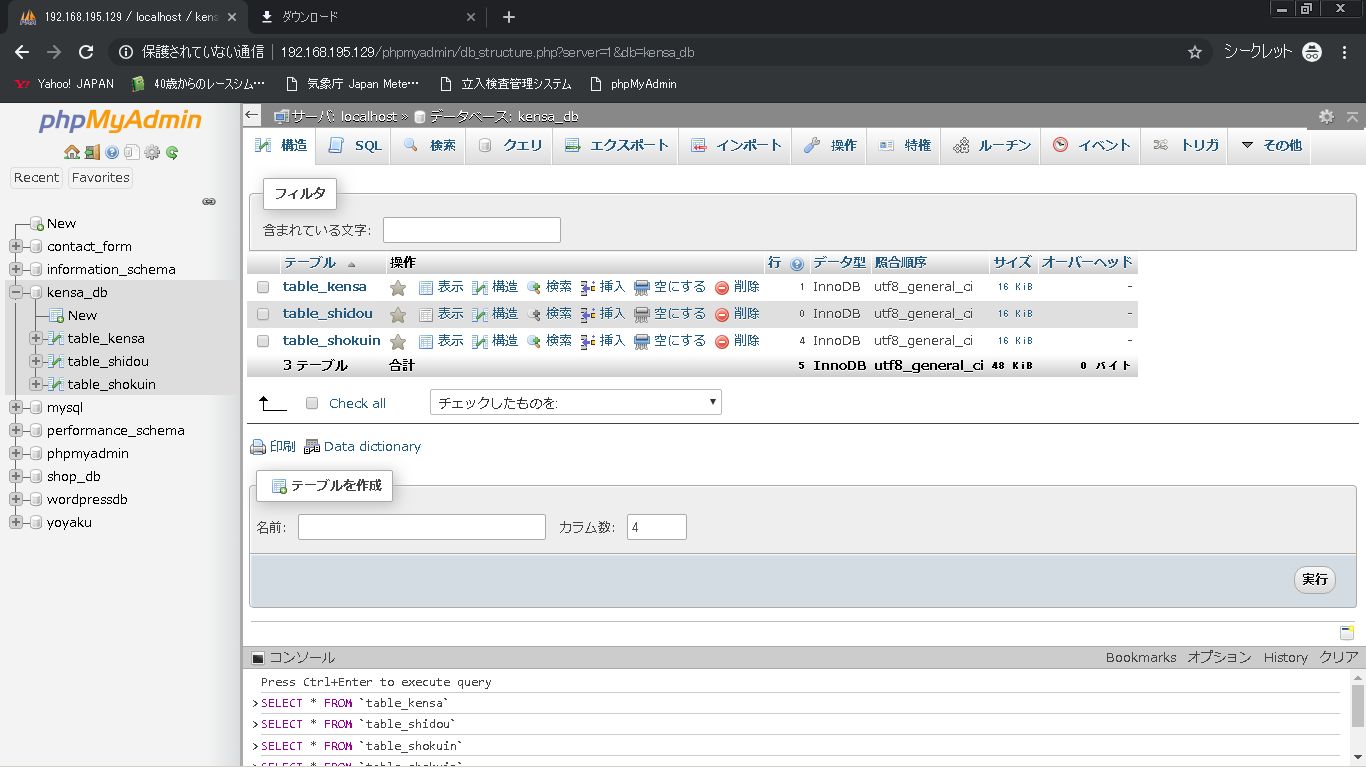 192.168.195.129 / localhost / kens
ダウンロード
保護されていない通信
192.168.195.129/phpmyadmin/db_structure.php?server=1&db=kensa_db
シークレット
Yahoo! JAPAN
40歳からのレースシム…
気象庁 Japan Mete…
立入検査管理システム
phpMyAdmin
phpMyAdmin
Recent Favorites
New
contact_form
information_schema
kensa_db
New
table_kensa
table_shidou
table_shokuin
mysql
performance_schema
phpmyadmin
shop_db
wordpressdb
yoyaku
サーバ: localhost » データベース: kensa_db
構造 SQL 検索 クエリ エクスポート インポート 操作 特権 ルーチン イベント トリガ その他
フィルタ
含まれている文字:
テーブル 操作 行 データ型 照合順序 サイズ オーバーヘッド
table_kensa 表示 構造 検索 挿入 空にする 削除 1 InnoDB utf8_general_ci 16 KiB -
table_shidou 表示 構造 検索 挿入 空にする 削除 0 InnoDB utf8_general_ci 16 KiB -
table_shokuin 表示 構造 検索 挿入 空にする 削除 4 InnoDB utf8_general_ci 16 KiB -
3 テーブル 合計 5 InnoDB utf8_general_ci 48 KiB 0 バイト
Check all チェックしたものを:
印刷 Data dictionary
テーブルを作成
名前: カラム数: 4
実行
コンソール Bookmarks オプション History クリア
Press Ctrl+Enter to execute query
>SELECT * FROM `table_kensa`
>SELECT * FROM `table_shidou`
>SELECT * FROM `table_shokuin`
>SELECT * FROM `table_shokuin`